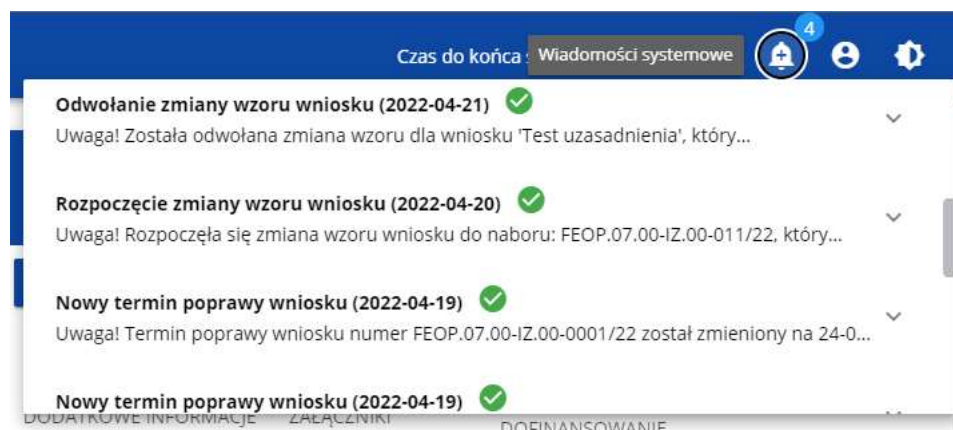 4
Czas do końca s Wiadomości systemowe
Odwołanie zmiany wzoru wniosku (2022-04-21)
Uwaga! Została odwołana zmiana wzoru dla wniosku 'Test uzasadnienia', który...
Rozpoczęcie zmiany wzoru wniosku (2022-04-20)
Uwaga! Rozpoczęła się zmiana wzoru wniosku do naboru: FEOP.07.00-IZ.00-011/22, który...
Nowy termin poprawy wniosku (2022-04-19)
Uwaga! Termin poprawy wniosku numer FEOP.07.00-IZ.00-0001/22 został zmieniony na 24-0...
Nowy termin poprawy wniosku (2022-04-19)
DODATKOWE INFORMACJE ZAŁĄCZNIKI DOFINANSOWANIE